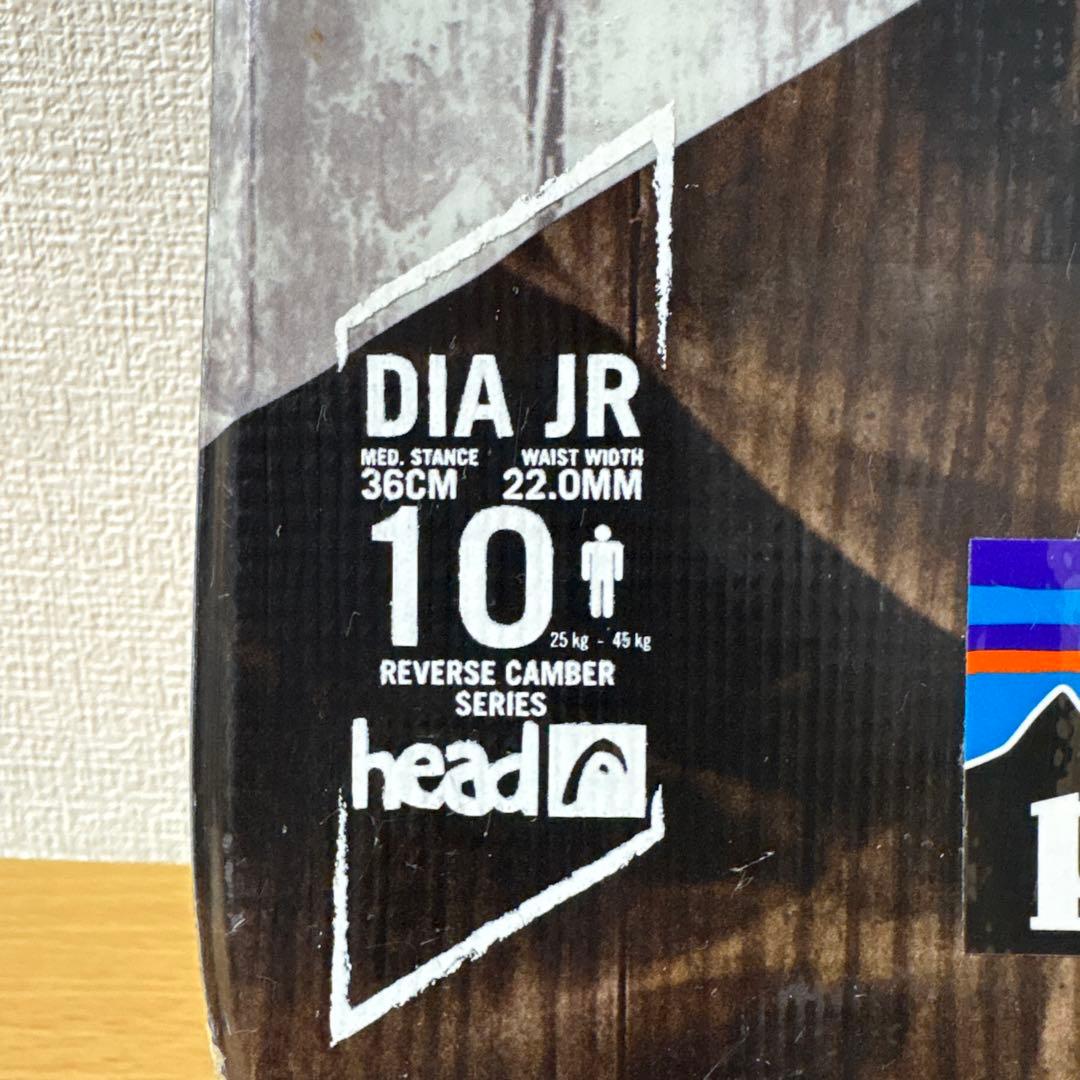 DIA JR
MED. STANCE WAIST WIDTH
36CM 22.0MM
10
25 kg - 45 kg
REVERSE CAMBER
SERIES
head